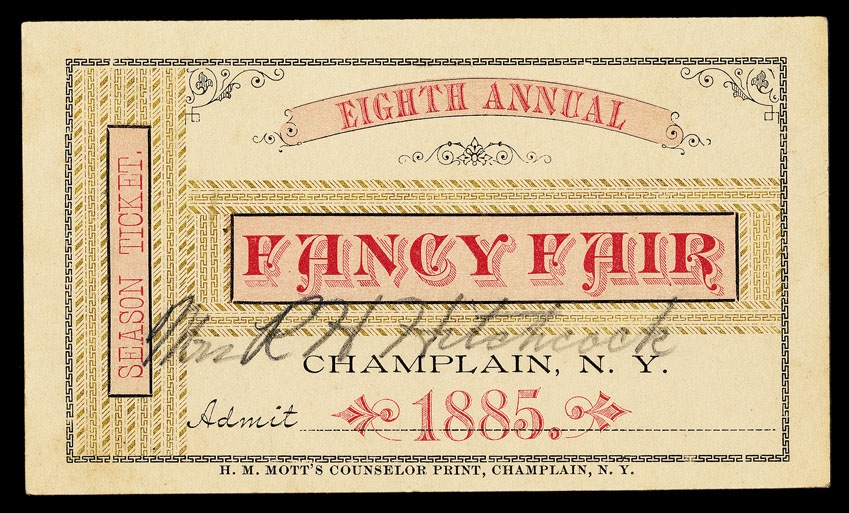 EIGHTH ANNUAL
SEASON TICKET.
FANCY FAIR
Mrs R H Hitchcock
CHAMPLAIN, N. Y.
Admit 1885.
H. M. MOTT'S COUNSELOR PRINT, CHAMPLAIN, N. Y.